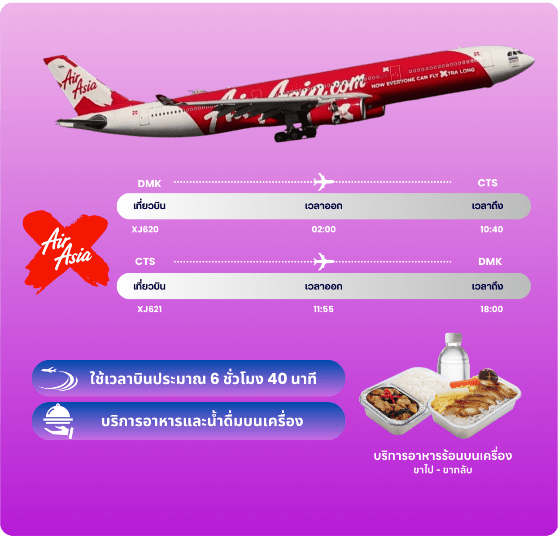 Air
Asia
AirAsia.com
NOW EVERYONE CAN FLY XTRA LONG
DMK
CTS
เที่ยวบิน
เวลาออก
เวลาถึง
XJ620
02:00
10:40
Air
Asia
CTS
DMK
เที่ยวบิน
เวลาออก
เวลาถึง
XJ621
11:55
18:00
ใช้เวลาบินประมาณ 6 ชั่วโมง 40 นาที
บริการอาหารและน้ำดื่มบนเครื่อง
บริการอาหารร้อนบนเครื่อง
ขาไป - ขากลับ